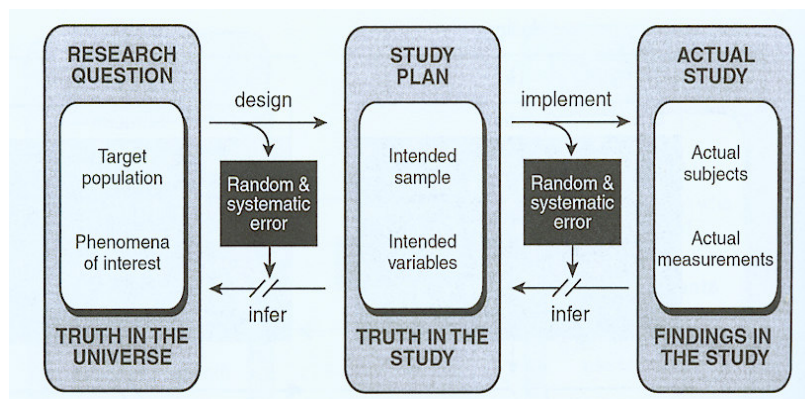 RESEARCH
QUESTION
Target
population
Phenomena
of interest
TRUTH IN THE
UNIVERSE
design
Random &
systematic
error
infer
STUDY
PLAN
Intended
sample
Intended
variables
TRUTH IN THE
STUDY
implement
Random &
systematic
error
infer
ACTUAL
STUDY
Actual
subjects
Actual
measurements
FINDINGS IN
THE STUDY